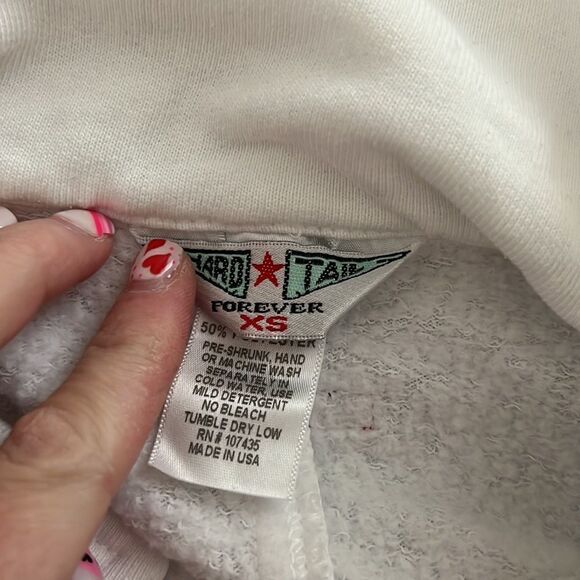 HARD TAIL
FOREVER
XS
50% POLYESTER
PRE-SHRUNK, HAND
OR MACHINE WASH
SEPARATELY IN
COLD WATER, USE
MILD DETERGENT
NO BLEACH
TUMBLE DRY LOW
RN# 107435
MADE IN USA